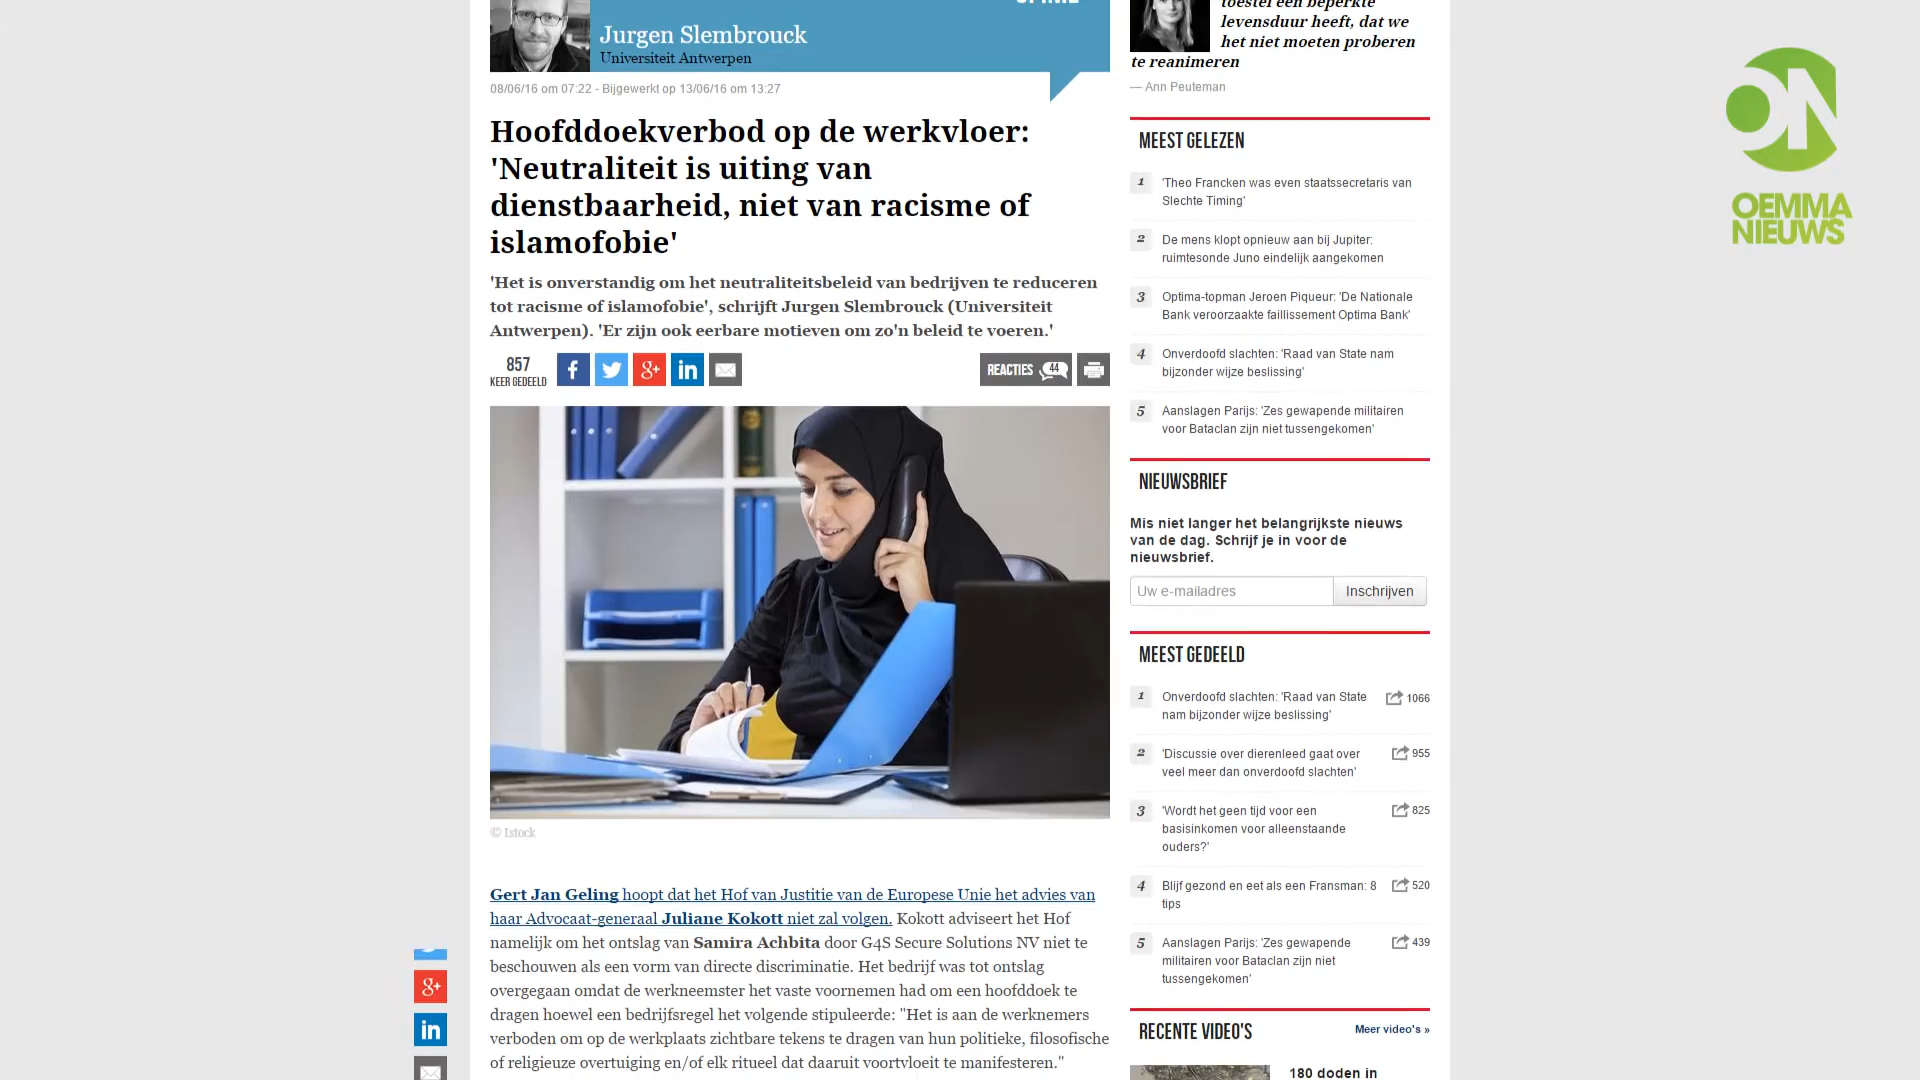 Jurgen Slembrouck
Universiteit Antwerpen
08/06/16 om 07:22 - Bijgewerkt op 13/06/16 om 13:27
Hoofddoekverbod op de werkvloer:
'Neutraliteit is uiting van
dienstbaarheid, niet van racisme of
islamofobie'
'Het is onverstandig om het neutraliteitsbeleid van bedrijven te reduceren
tot racisme of islamofobie', schrijft Jurgen Slembrouck (Universiteit
Antwerpen). 'Er zijn ook eerbare motieven om zo'n beleid te voeren.'
857
KEER GEDEELD
REACTIES 44
© Istock
Gert Jan Geling hoopt dat het Hof van Justitie van de Europese Unie het advies van
haar Advocaat-generaal Juliane Kokott niet zal volgen. Kokott adviseert het Hof
namelijk om het ontslag van Samira Achbita door G4S Secure Solutions NV niet te
beschouwen als een vorm van directe discriminatie. Het bedrijf was tot ontslag
overgegaan omdat de werkneemster het vaste voornemen had om een hoofddoek te
dragen hoewel een bedrijfsregel het volgende stipuleerde: "Het is aan de werknemers
verboden om op de werkplaats zichtbare tekens te dragen van hun politieke, filosofische
of religieuze overtuiging en/of elk ritueel dat daaruit voortvloeit te manifesteren."
toestel een beperkte
levensduur heeft, dat we
het niet moeten proberen
te reanimeren
— Ann Peuteman
MEEST GELEZEN
1 'Theo Francken was even staatssecretaris van
Slechte Timing'
2 De mens klopt opnieuw aan bij Jupiter:
ruimtesonde Juno eindelijk aangekomen
3 Optima-topman Jeroen Piqueur: 'De Nationale
Bank veroorzaakte faillissement Optima Bank'
4 Onverdoofd slachten: 'Raad van State nam
bijzonder wijze beslissing'
5 Aanslagen Parijs: 'Zes gewapende militairen
voor Bataclan zijn niet tussengekomen'
NIEUWSBRIEF
Mis niet langer het belangrijkste nieuws
van de dag. Schrijf je in voor de
nieuwsbrief.
Uw e-mailadres Inschrijven
MEEST GEDEELD
1 Onverdoofd slachten: 'Raad van State 1066
nam bijzonder wijze beslissing'
2 'Discussie over dierenleed gaat over 955
veel meer dan onverdoofd slachten'
3 'Wordt het geen tijd voor een 825
basisinkomen voor alleenstaande
ouders?'
4 Blijf gezond en eet als een Fransman: 8 520
tips
5 Aanslagen Parijs: 'Zes gewapende 439
militairen voor Bataclan zijn niet
tussengekomen'
RECENTE VIDEO'S Meer video's »
180 doden in
ON
OEMMA
NIEUWS